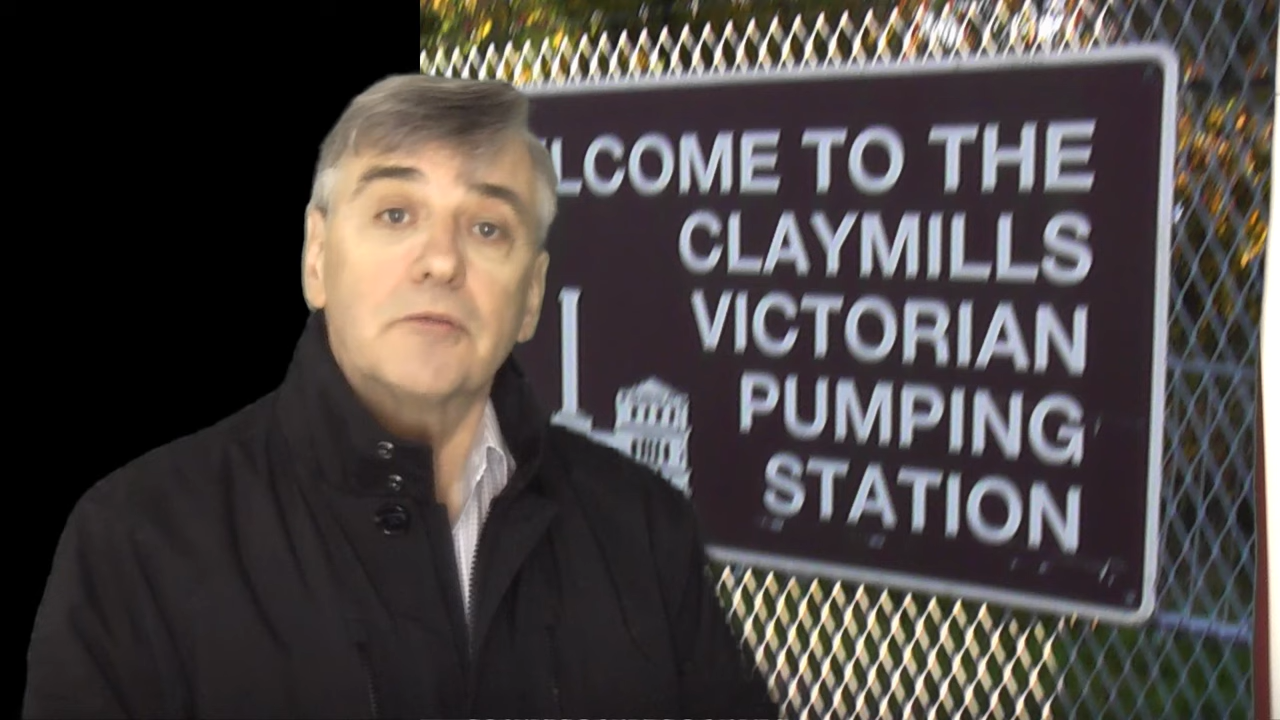 LCOME TO THE
CLAYMILLS
VICTORIAN
PUMPING
STATION